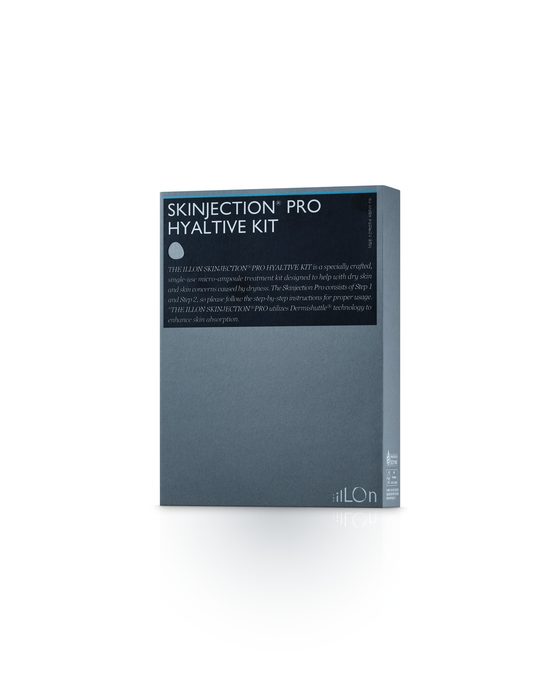 SKINJECTION® PRO
HYALTIVE KIT
THE ILLON SKINJECTION® PRO HYALTIVE KIT is a specially crafted,
single-use micro-ampoule treatment kit designed to help with dry skin
and skin concerns caused by dryness. The Skinjection Pro consists of Step 1
and Step 2, so please follow the step-by-step instructions for proper usage.
"THE ILLON SKINJECTION® PRO utilizes Dermashuttle® technology to
enhance skin absorption.
illOn